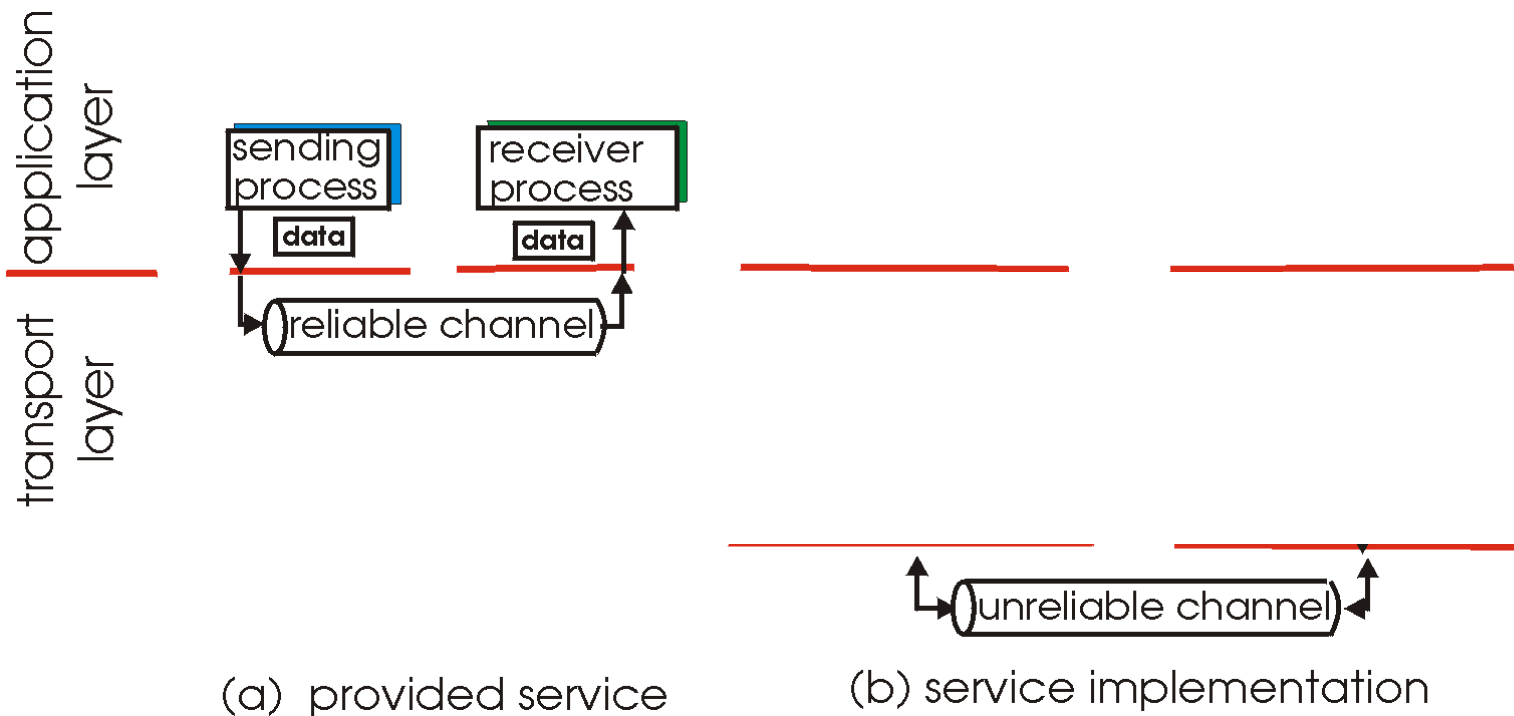 application
layer
transport
layer
sending
process
receiver
process
data
data
reliable channel
unreliable channel
(a) provided service
(b) service implementation